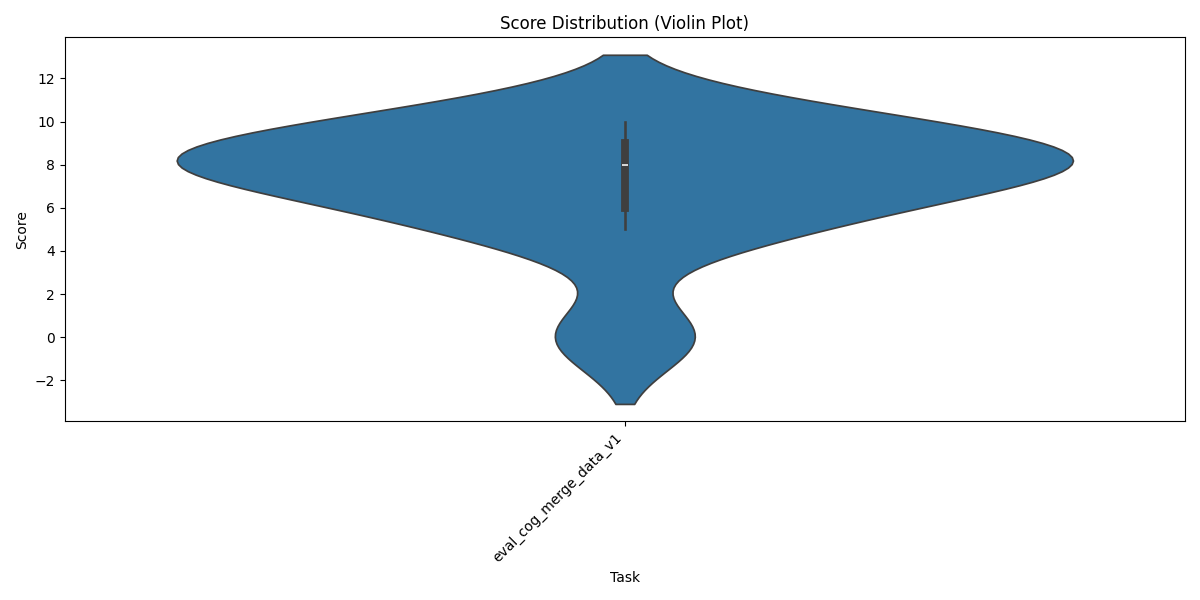 Score Distribution (Violin Plot)
12
10
8
6
4
2
0
−2
Score
eval_cog_merge_data_v1
Task